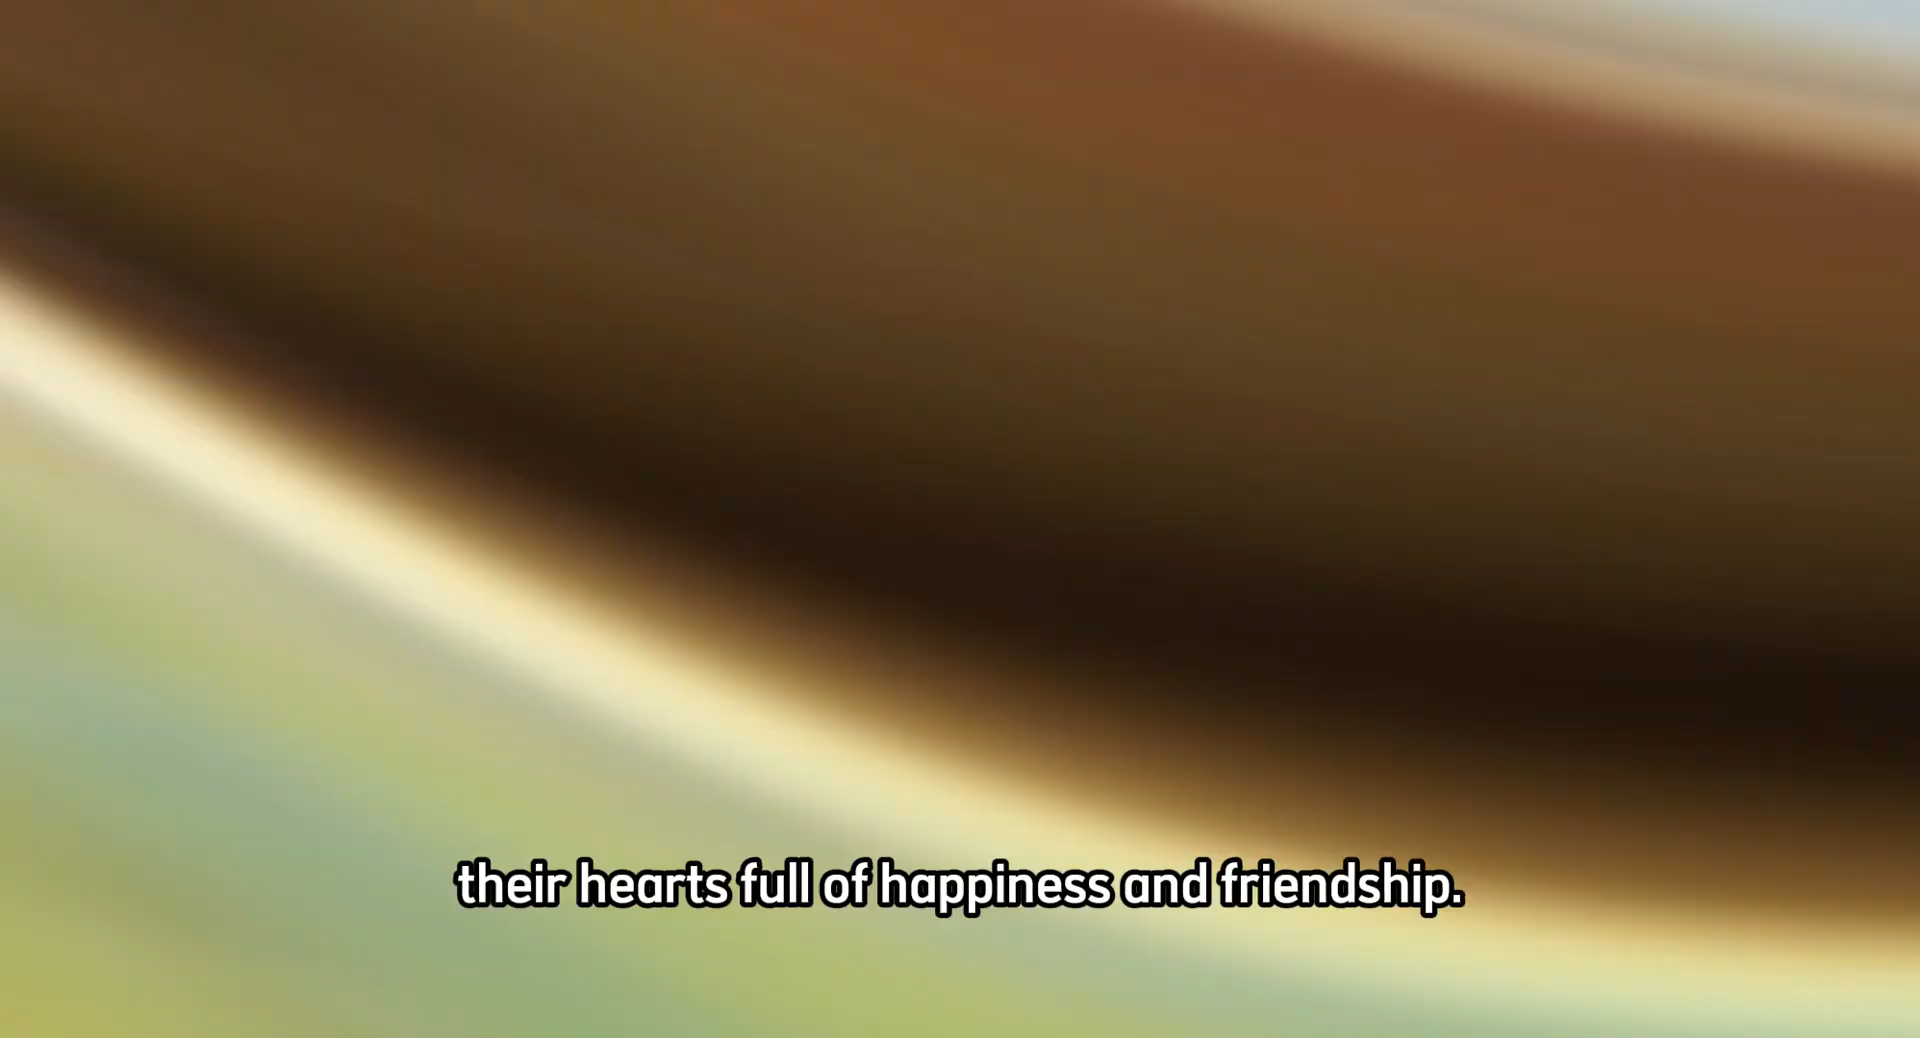 their hearts full of happiness and friendship.